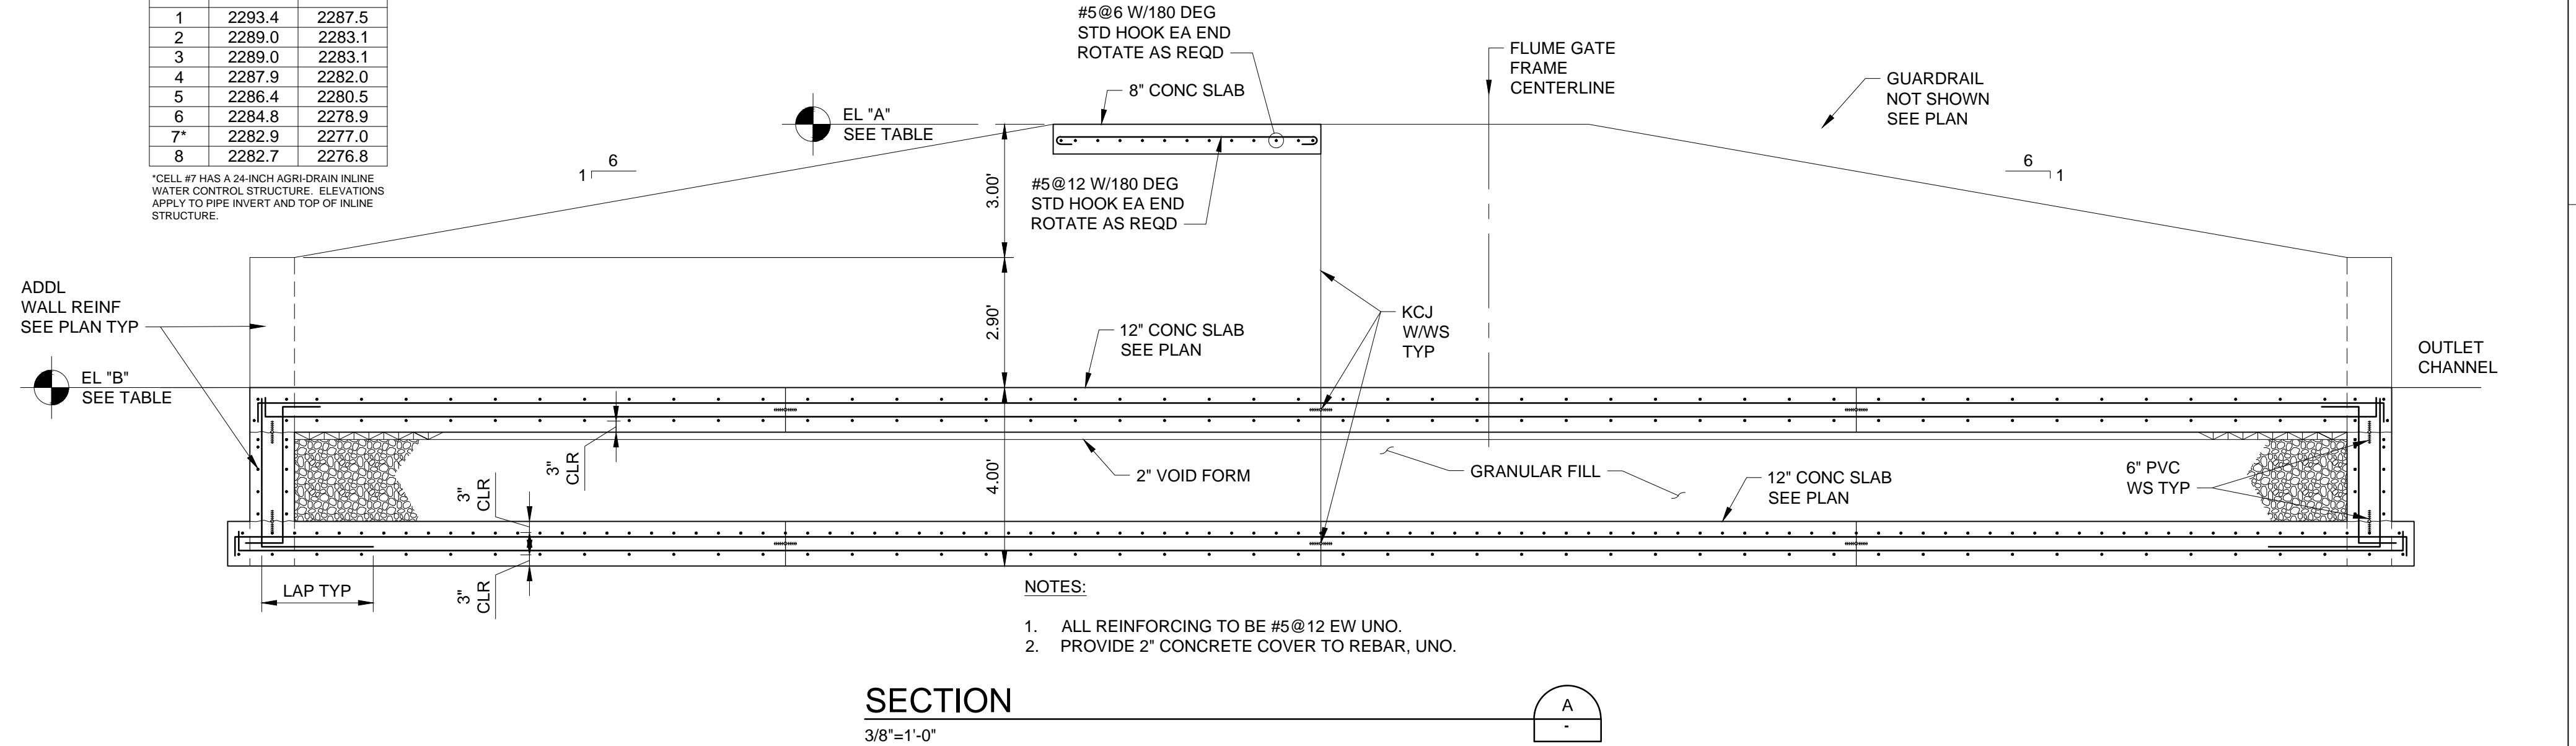 1 2293.4 2287.5
2 2289.0 2283.1
3 2289.0 2283.1
4 2287.9 2282.0
5 2286.4 2280.5
6 2284.8 2278.9
7* 2282.9 2277.0
8 2282.7 2276.8
*CELL #7 HAS A 24-INCH AGRI-DRAIN INLINE
WATER CONTROL STRUCTURE. ELEVATIONS
APPLY TO PIPE INVERT AND TOP OF INLINE
STRUCTURE.
#5@6 W/180 DEG
STD HOOK EA END
ROTATE AS REQD
8" CONC SLAB
EL "A"
SEE TABLE
FLUME GATE
FRAME
CENTERLINE
GUARDRAIL
NOT SHOWN
SEE PLAN
6
1
6
1
3.00'
#5@12 W/180 DEG
STD HOOK EA END
ROTATE AS REQD
ADDL
WALL REINF
SEE PLAN TYP
2.90'
12" CONC SLAB
SEE PLAN
KCJ
W/WS
TYP
OUTLET
CHANNEL
EL "B"
SEE TABLE
3"
CLR
3"
CLR
4.00'
2" VOID FORM
GRANULAR FILL
12" CONC SLAB
SEE PLAN
6" PVC
WS TYP
LAP TYP
3"
CLR
NOTES:
1. ALL REINFORCING TO BE #5@12 EW UNO.
2. PROVIDE 2" CONCRETE COVER TO REBAR, UNO.
SECTION
A
-
3/8"=1'-0"